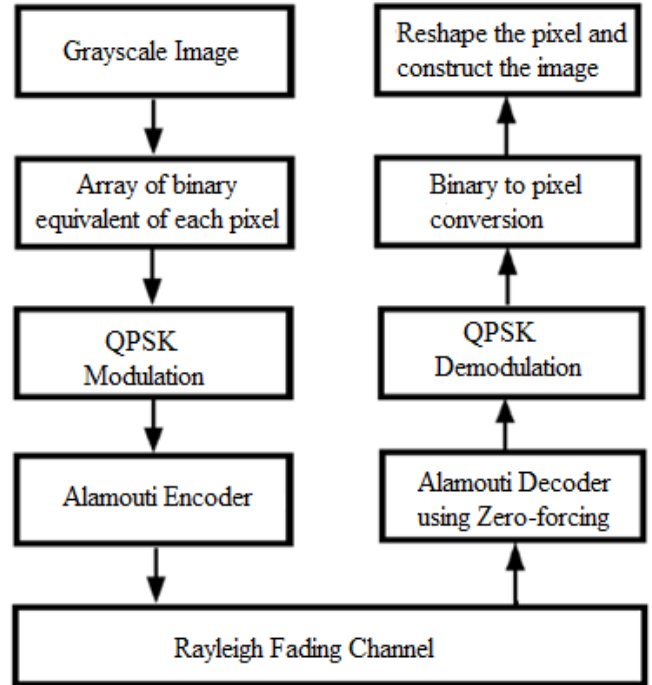 Grayscale Image
Array of binary
equivalent of each pixel
QPSK
Modulation
Alamouti Encoder
Rayleigh Fading Channel
Alamouti Decoder
using Zero-forcing
QPSK
Demodulation
Binary to pixel
conversion
Reshape the pixel and
construct the image